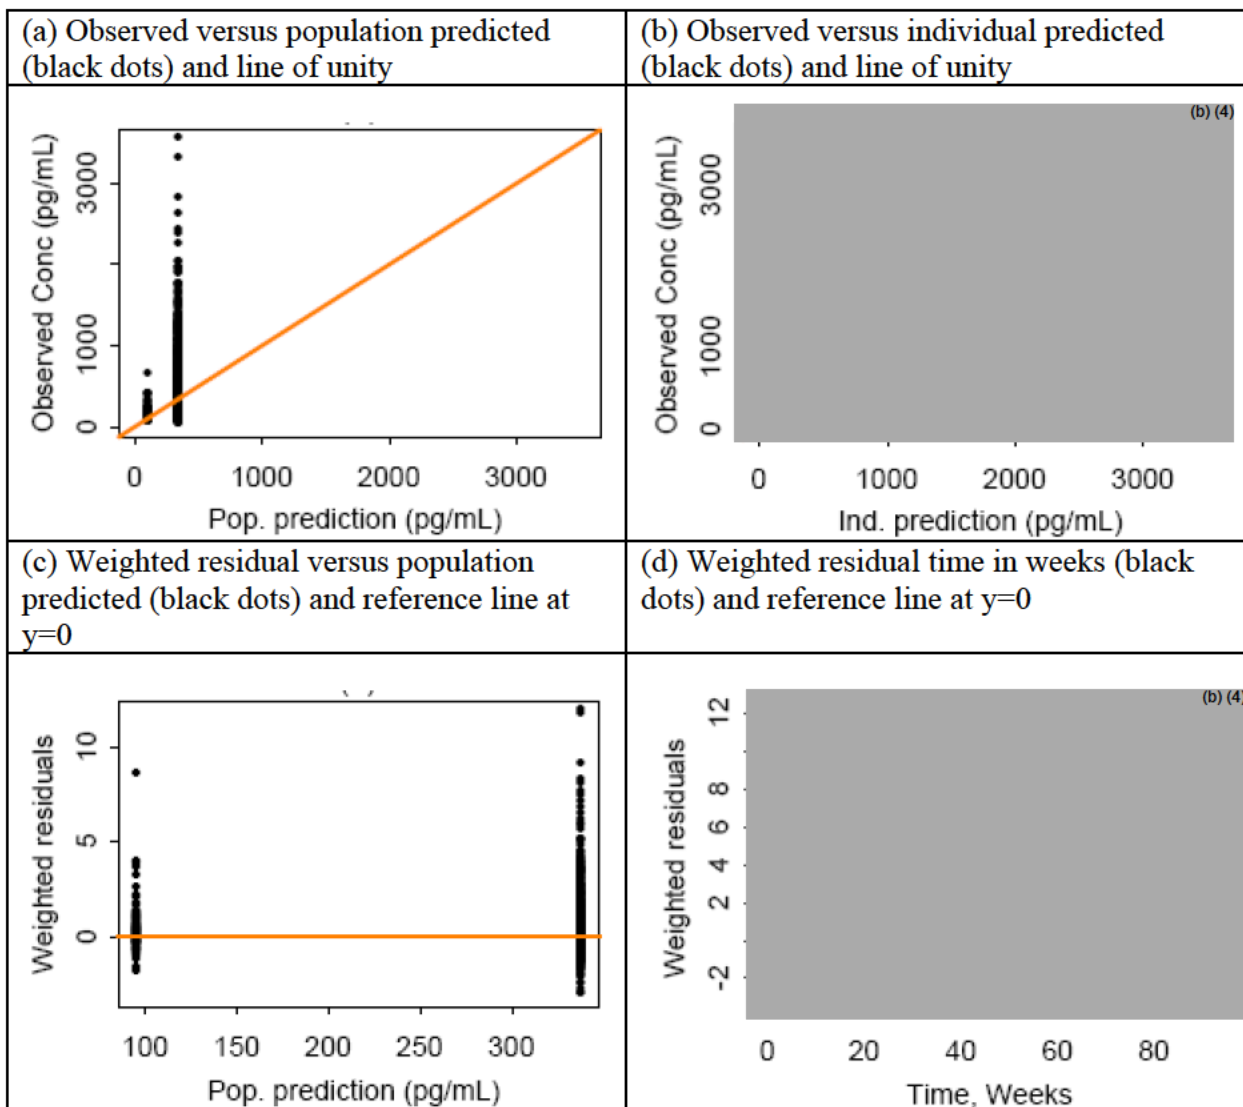 (a) Observed versus population predicted
(black dots) and line of unity
(b) Observed versus individual predicted
(black dots) and line of unity
Observed Conc (pg/mL)
3000
1000
0
0 1000 2000 3000
Pop. prediction (pg/mL)
(b) (4)
Observed Conc (pg/mL)
3000
1000
0
0 1000 2000 3000
Ind. prediction (pg/mL)
(c) Weighted residual versus population
predicted (black dots) and reference line at
y=0
(d) Weighted residual time in weeks (black
dots) and reference line at y=0
Weighted residuals
10
5
0
100 150 200 250 300
Pop. prediction (pg/mL)
(b) (4)
Weighted residuals
12
8
6
4
2
-2
0 20 40 60 80
Time, Weeks